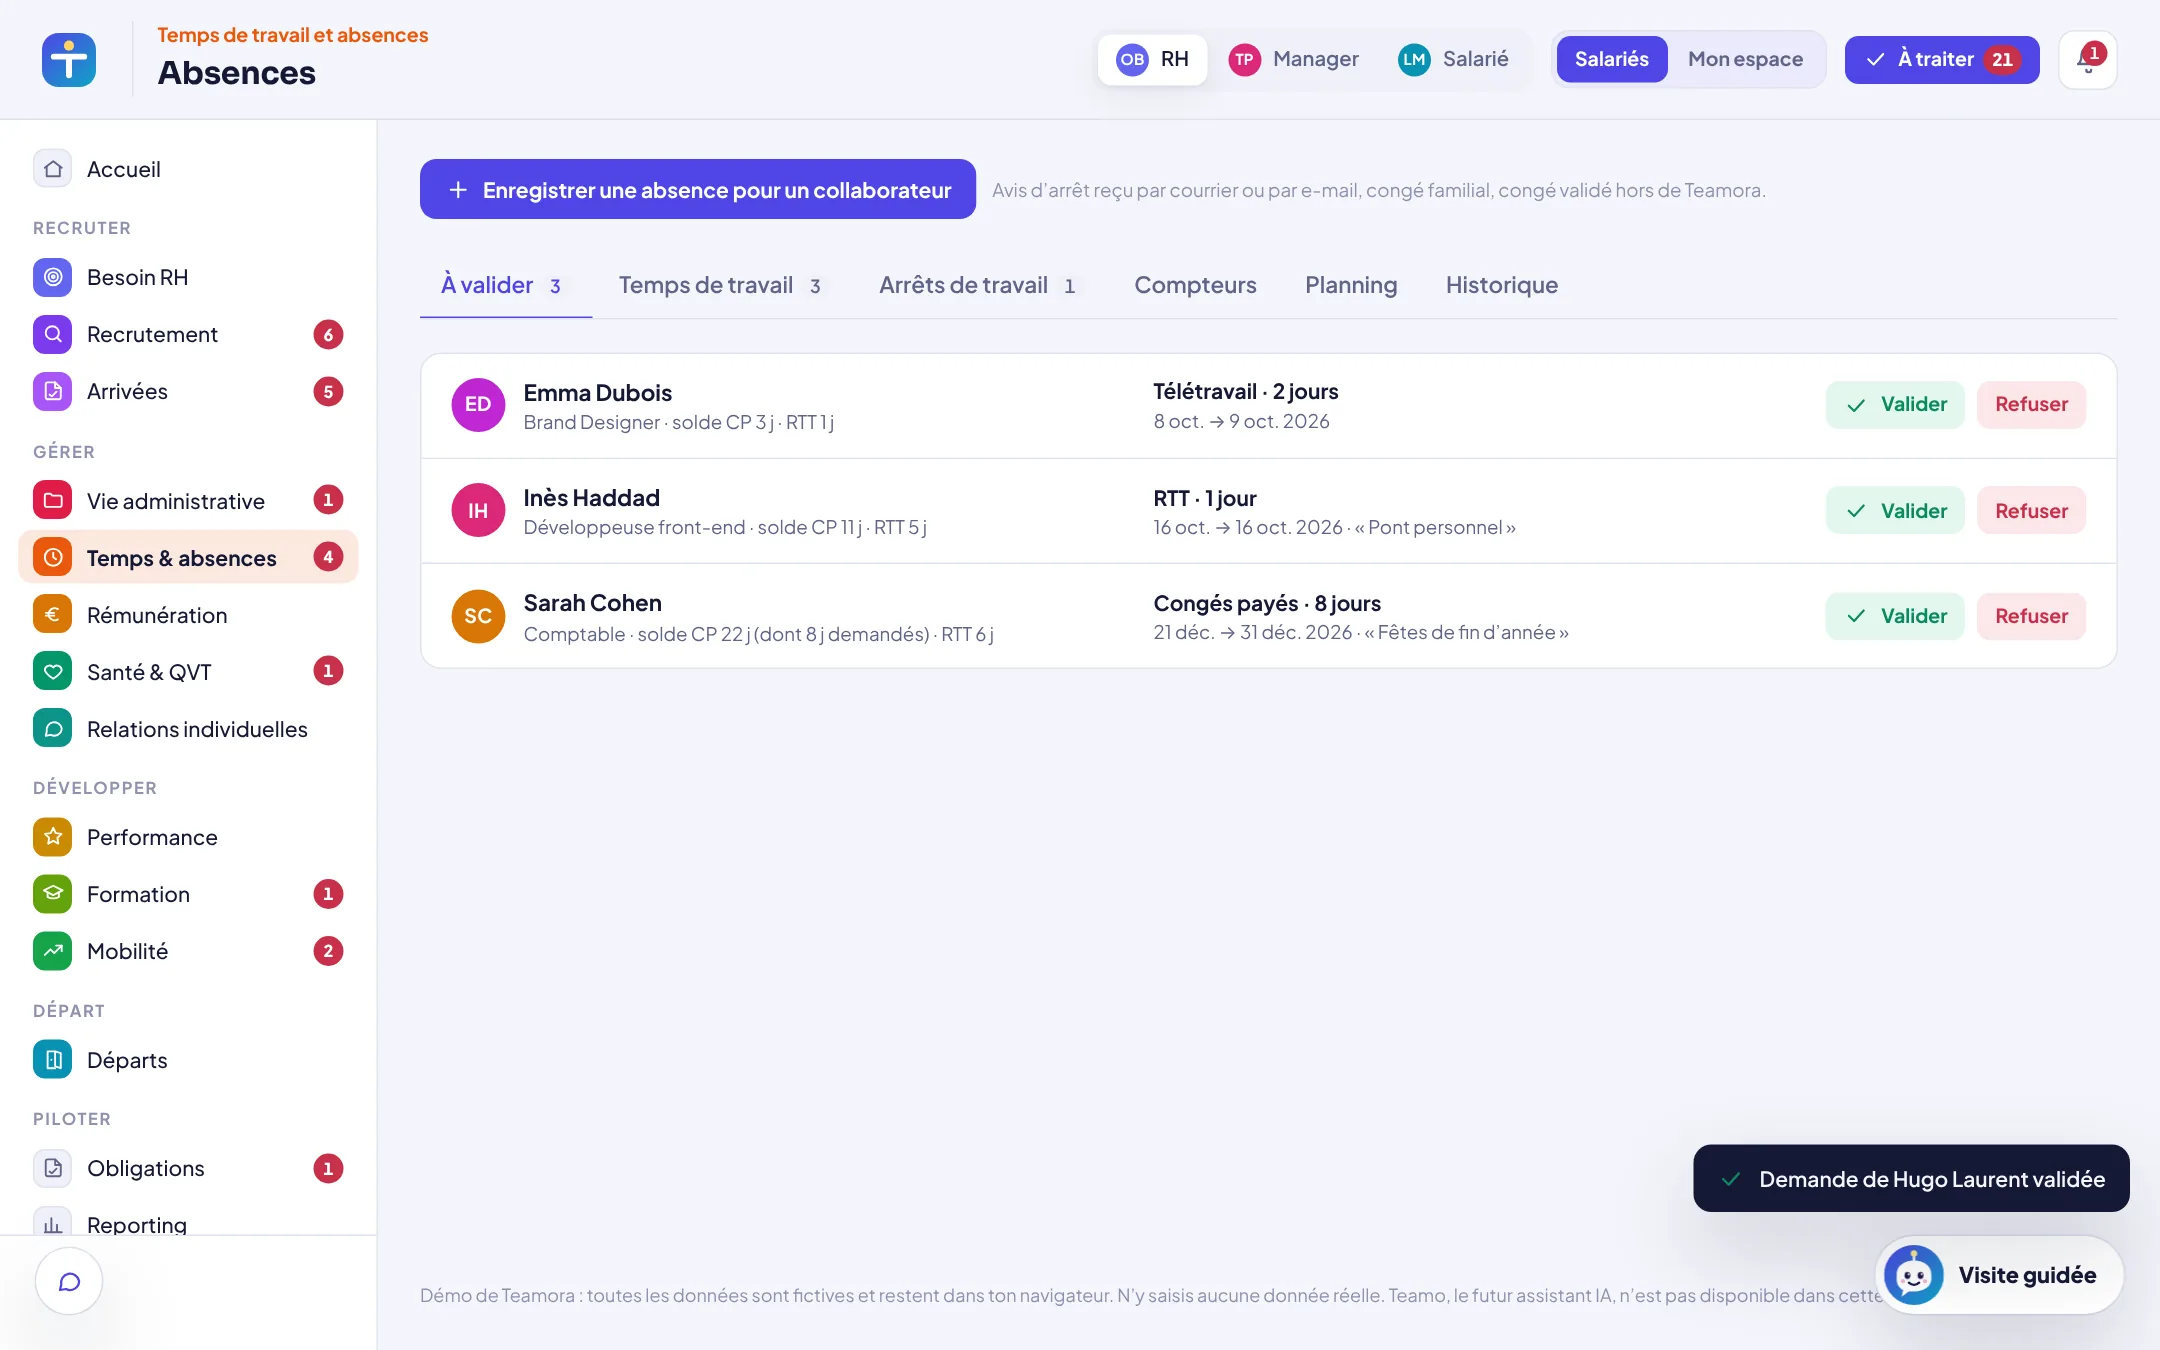 Temps de travail et absences
Absences
OB RH
TP Manager
LM Salarié
Salariés
Mon espace
À traiter 21
1
Accueil
RECRUTER
Besoin RH
Recrutement 6
Arrivées 5
GÉRER
Vie administrative 1
Temps & absences 4
€ Rémunération
Santé & QVT 1
Relations individuelles
DÉVELOPPER
Performance
Formation 1
Mobilité 2
DÉPART
Départs
PILOTER
Obligations 1
Reporting
+ Enregistrer une absence pour un collaborateur
Avis d'arrêt reçu par courrier ou par e-mail, congé familial, congé validé hors de Teamora.
À valider 3
Temps de travail 3
Arrêts de travail 1
Compteurs
Planning
Historique
ED
Emma Dubois
Brand Designer · solde CP 3 j · RTT 1 j
Télétravail · 2 jours
8 oct. → 9 oct. 2026
Valider
Refuser
IH
Inès Haddad
Développeuse front-end · solde CP 11 j · RTT 5 j
RTT · 1 jour
16 oct. → 16 oct. 2026 · « Pont personnel »
Valider
Refuser
SC
Sarah Cohen
Comptable · solde CP 22 j (dont 8 j demandés) · RTT 6 j
Congés payés · 8 jours
21 déc. → 31 déc. 2026 · « Fêtes de fin d'année »
Valider
Refuser
Demande de Hugo Laurent validée
Visite guidée
Démo de Teamora : toutes les données sont fictives et restent dans ton navigateur. N'y saisis aucune donnée réelle. Teamo, le futur assistant IA, n'est pas disponible dans cette